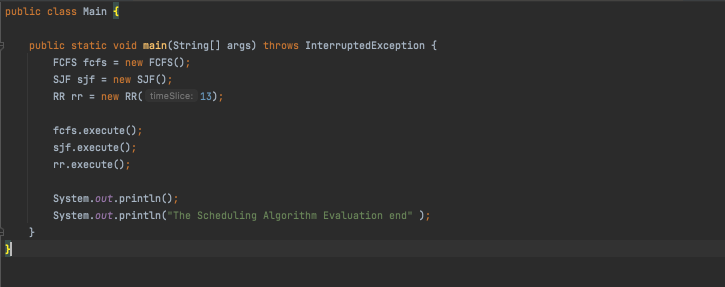 public class Main {
public static void main(String[] args) throws InterruptedException {
FCFS fcfs = new FCFS();
SJF sjf = new SJF();
RR rr = new RR( timeSlice: 13);
fcfs.execute();
sjf.execute();
rr.execute();
System.out.println();
System.out.println("The Scheduling Algorithm Evaluation end" );
}
}